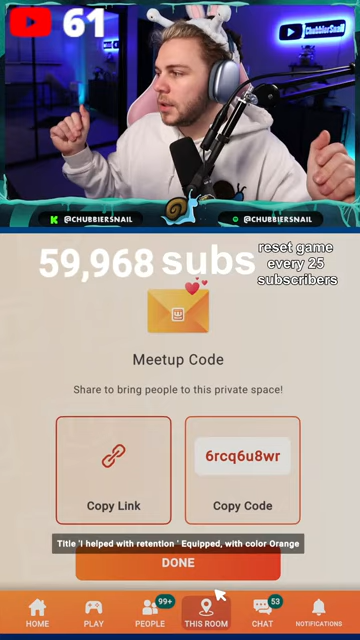 61
ChubbierSnail
@CHUBBIERSNAIL
@CHUBBIERSNAIL
59,968 subs
reset game
every 25
subscribers
Meetup Code
Share to bring people to this private space!
6rcq6u8wr
Copy Link
Copy Code
Title 'I helped with retention ' Equipped, with color Orange
DONE
99+
53
HOME
PLAY
PEOPLE
THIS ROOM
CHAT
NOTIFICATIONS